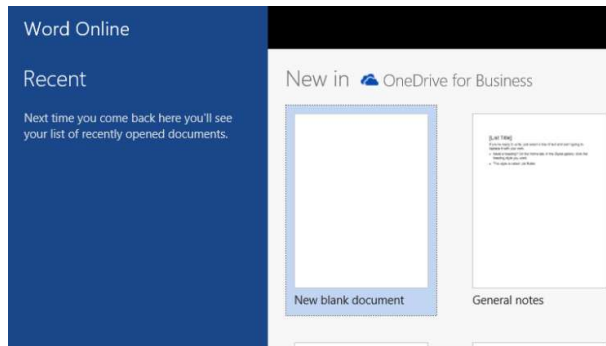 Word Online
Recent
Next time you come back here you'll see
your list of recently opened documents.
New in OneDrive for Business
[List Title]
New blank document
General notes